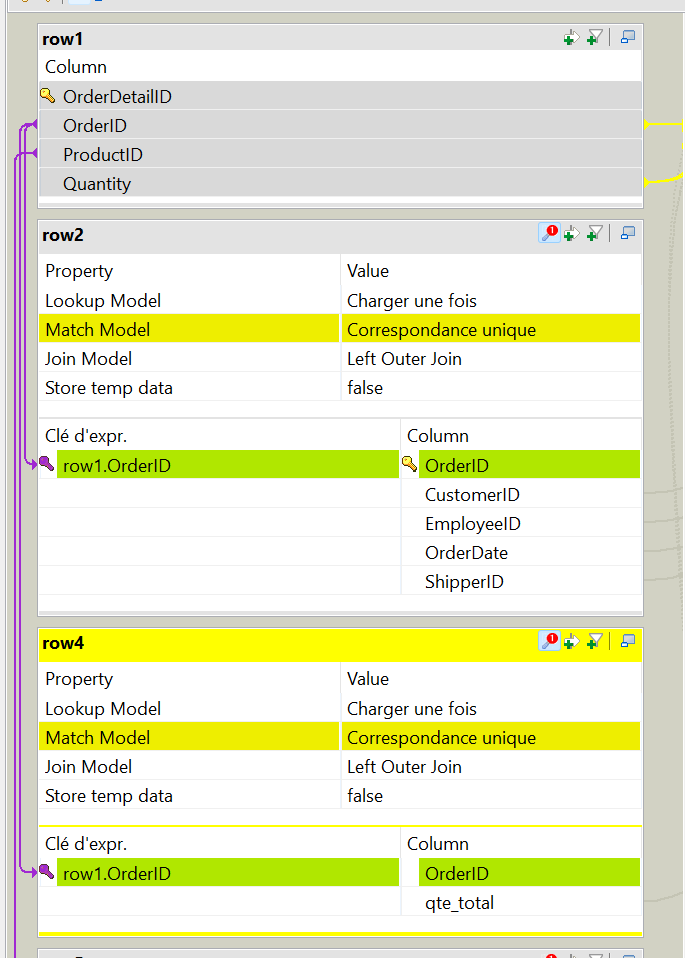 row1
Column
OrderDetailID
OrderID
ProductID
Quantity
row2
Property Value
Lookup Model Charger une fois
Match Model Correspondance unique
Join Model Left Outer Join
Store temp data false
Clé d'expr. Column
row1.OrderID OrderID
CustomerID
EmployeeID
OrderDate
ShipperID
row4
Property Value
Lookup Model Charger une fois
Match Model Correspondance unique
Join Model Left Outer Join
Store temp data false
Clé d'expr. Column
row1.OrderID OrderID
qte_total